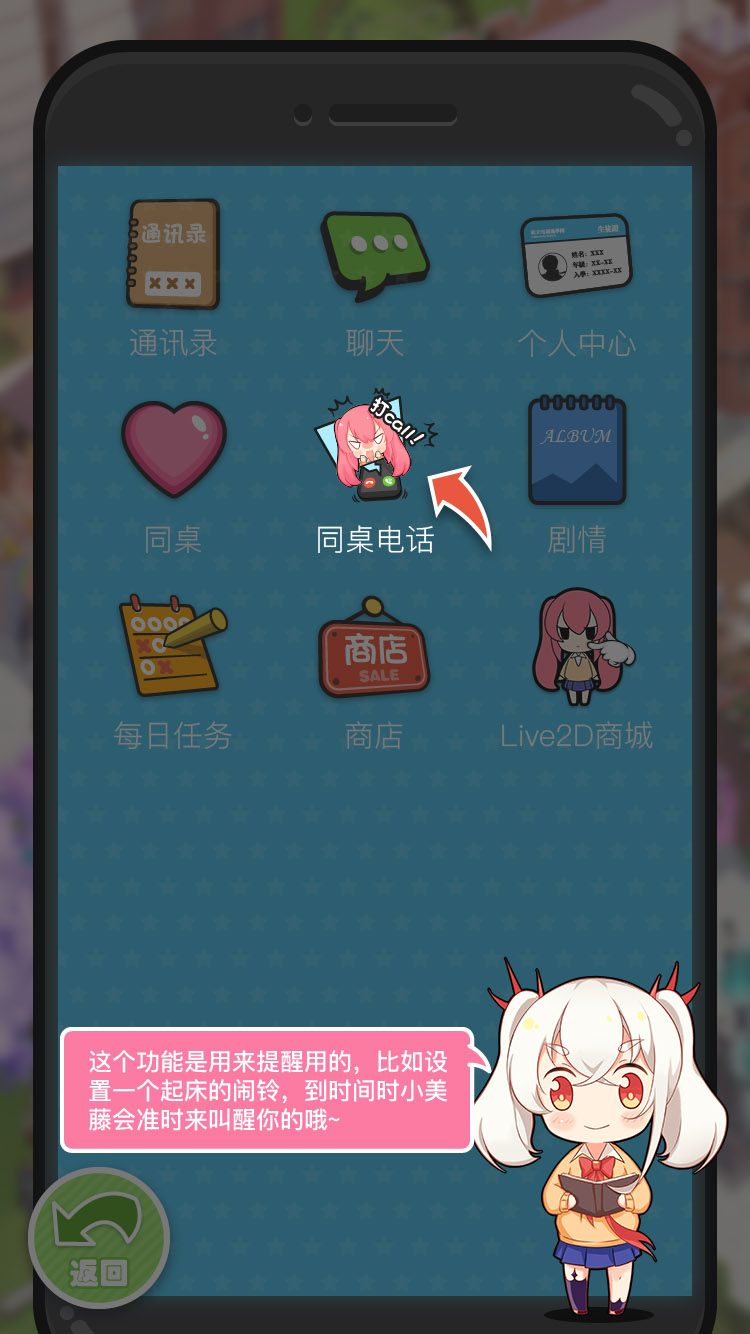 通讯录
×××
生徒證
姓名：XXX
年級：XX-XX
入學：XXXX-XX
通讯录
聊天
个人中心
打call!
ALBUM
同桌
同桌电话
剧情
商店
SALE
每日任务
商店
Live2D商城
这个功能是用来提醒用的，比如设
置一个起床的闹铃，到时间时小美
藤会准时来叫醒你的哦~
返回